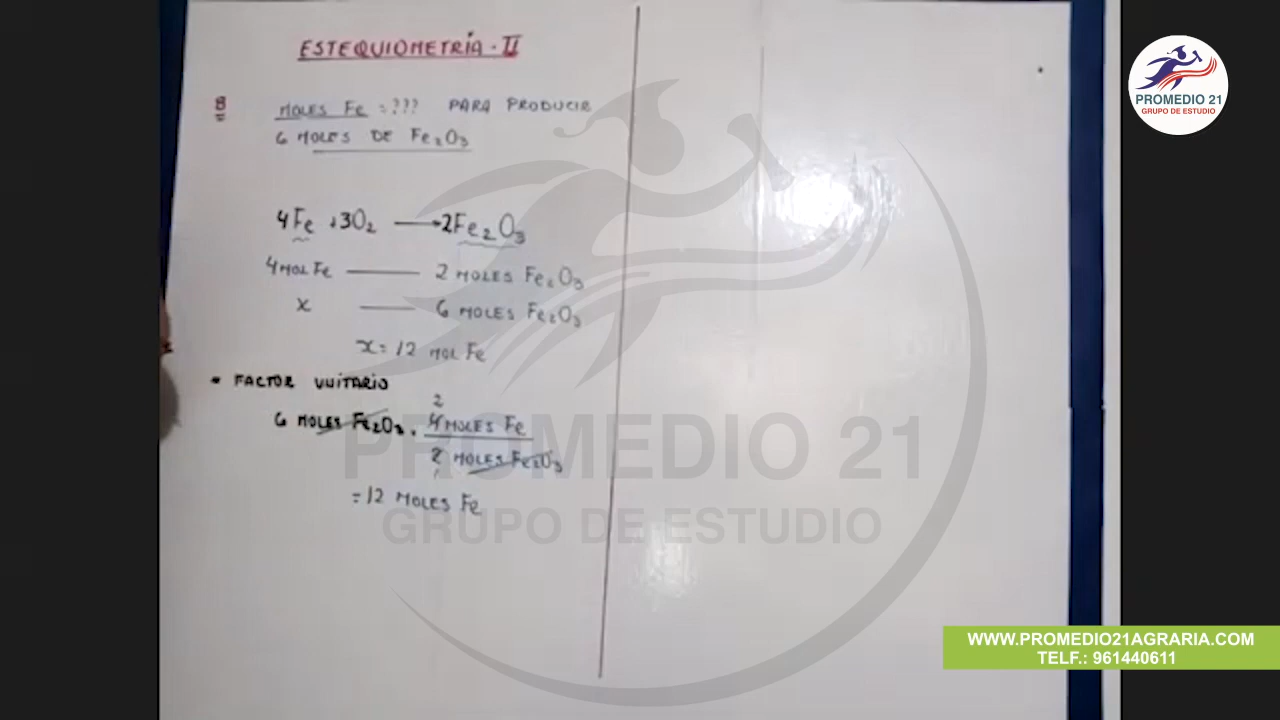 ESTEQUIOMETRÍA - II
8
MOLES Fe = ??? PARA PRODUCIR
6 MOLES DE Fe₂O₃
4Fe + 3O₂ → 2Fe₂O₃
4 MOL Fe — 2 MOLES Fe₂O₃
x — 6 MOLES Fe₂O₃
x = 12 MOL Fe
• FACTOR UNITARIO
2
6 MOLES Fe₂O₃ . 4 MOLES Fe
2 MOLES Fe₂O₃
1
= 12 MOLES Fe
PROMEDIO 21
GRUPO DE ESTUDIO
PROMEDIO 21
GRUPO DE ESTUDIO
WWW.PROMEDIO21AGRARIA.COM
TELF.: 961440611